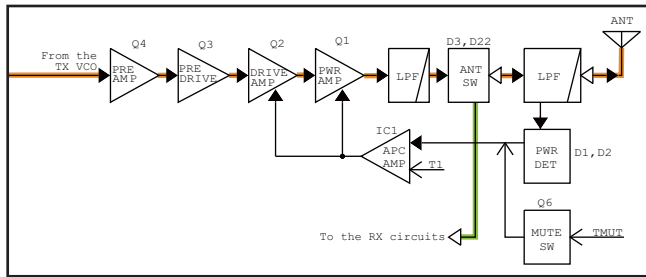 ANT
Q4
Q3
Q2
Q1
D3,D22
From the
TX VCO
PRE
AMP
PRE
DRIVE
DRIVE
AMP
PWR
AMP
LPF
ANT
SW
LPF
IC1
APC
AMP
T1
PWR
DET
D1,D2
Q6
To the RX circuits
MUTE
SW
TMUT